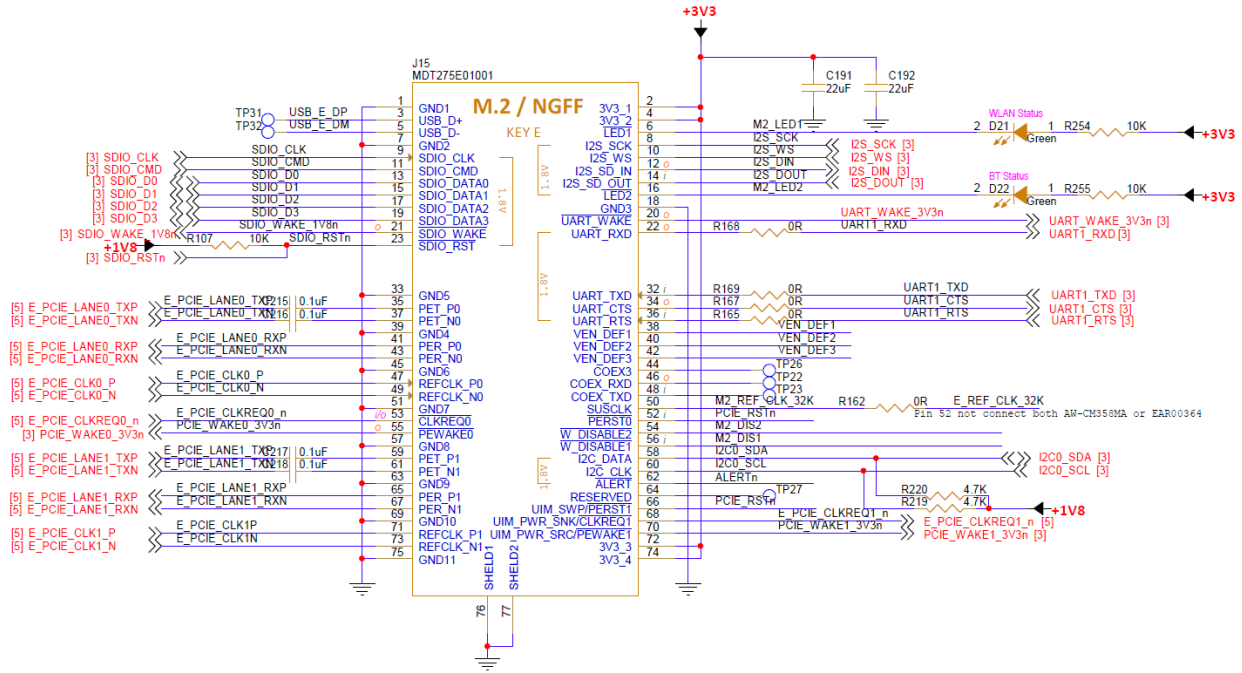 +3V3
J15
MDT275E01001
C191
22uF
C192
22uF
M.2 / NGFF
KEY E
1.8V
1.8V
1.8V
1.8V
1 GND1
TP31 USB_E_DP 3 USB_D+
TP32 USB_E_DM 5 USB_D-
7 GND2
[3] SDIO_CLK SDIO_CLK 9 SDIO_CLK
[3] SDIO_CMD SDIO_CMD 11 SDIO_CMD
[3] SDIO_D0 SDIO_D0 13 SDIO_DATA0
[3] SDIO_D1 SDIO_D1 15 SDIO_DATA1
[3] SDIO_D2 SDIO_D2 17 SDIO_DATA2
[3] SDIO_D3 SDIO_D3 19 SDIO_DATA3
[3] SDIO_WAKE_1V8n SDIO_WAKE_1V8n o 21 SDIO_WAKE
+1V8 R107 10K SDIO_RSTn 23 SDIO_RST
[3] SDIO_RSTn
33 GND5
[5] E_PCIE_LANE0_TXP E_PCIE_LANE0_TXP C215 0.1uF 35 PET_P0
[5] E_PCIE_LANE0_TXN E_PCIE_LANE0_TXN C216 0.1uF 37 PET_N0
39 GND4
[5] E_PCIE_LANE0_RXP E_PCIE_LANE0_RXP 41 PER_P0
[5] E_PCIE_LANE0_RXN E_PCIE_LANE0_RXN 43 PER_N0
45 GND6
[5] E_PCIE_CLK0_P E_PCIE_CLK0_P 47 REFCLK_P0
[5] E_PCIE_CLK0_N E_PCIE_CLK0_N 49 REFCLK_N0
51 GND7
[5] E_PCIE_CLKREQ0_n E_PCIE_CLKREQ0_n i/o 53 CLKREQ0
[3] PCIE_WAKE0_3V3n PCIE_WAKE0_3V3n o 55 PEWAKE0
57 GND8
[5] E_PCIE_LANE1_TXP E_PCIE_LANE1_TXP C217 0.1uF 59 PET_P1
[5] E_PCIE_LANE1_TXN E_PCIE_LANE1_TXN C218 0.1uF 61 PET_N1
63 GND9
[5] E_PCIE_LANE1_RXP E_PCIE_LANE1_RXP 65 PER_P1
[5] E_PCIE_LANE1_RXN E_PCIE_LANE1_RXN 67 PER_N1
69 GND10
[5] E_PCIE_CLK1_P E_PCIE_CLK1P 71 REFCLK_P1
[5] E_PCIE_CLK1_N E_PCIE_CLK1N 73 REFCLK_N1
75 GND11
3V3_1 2
3V3_2 4
WLAN Status
LED1 6 M2_LED1 2 D21 1 R254 10K +3V3
Green
I2S_SCK 8 I2S_SCK I2S_SCK [3]
I2S_WS 10 I2S_WS I2S_WS [3]
I2S_SD_IN 12 o I2S_DIN I2S_DIN [3]
I2S_SD_OUT 14 i I2S_DOUT I2S_DOUT [3]
BT Status
LED2 16 M2_LED2 2 D22 1 R255 10K +3V3
Green
GND3 18
UART_WAKE 20 o UART_WAKE_3V3n UART_WAKE_3V3n [3]
UART_RXD 22 o R168 0R UART1_RXD UART1_RXD [3]
UART_TXD 32 i R169 0R UART1_TXD UART1_TXD [3]
UART_CTS 34 o R167 0R UART1_CTS UART1_CTS [3]
UART_RTS 36 i R165 0R UART1_RTS UART1_RTS [3]
VEN_DEF1 38 VEN_DEF1
VEN_DEF2 40 VEN_DEF2
VEN_DEF3 42 VEN_DEF3
COEX3 44 TP26
COEX_RXD 46 o TP22
COEX_TXD 48 i TP23
SUSCLK 50 M2_REF_CLK_32K R162 0R E_REF_CLK_32K
PERST0 52 i PCIE_RSTn Pin 52 not connect both AW-CM358MA or EAR00364
W_DISABLE2 54 M2_DIS2
W_DISABLE1 56 i M2_DIS1
I2C_DATA 58 I2C0_SDA I2C0_SDA [3]
I2C_CLK 60 I2C0_SCL I2C0_SCL [3]
ALERT 62 ALERTn
RESERVED 64 TP27
R220 4.7K
R219 4.7K +1V8
UIM_SWP/PERST1 66 PCIE_RSTn
UIM_PWR_SNK/CLKREQ1 68 E_PCIE_CLKREQ1_n E_PCIE_CLKREQ1_n [5]
UIM_PWR_SRC/PEWAKE1 70 PCIE_WAKE1_3V3n PCIE_WAKE1_3V3n [3]
3V3_3 72
3V3_4 74
SHIELD1 76
SHIELD2 77